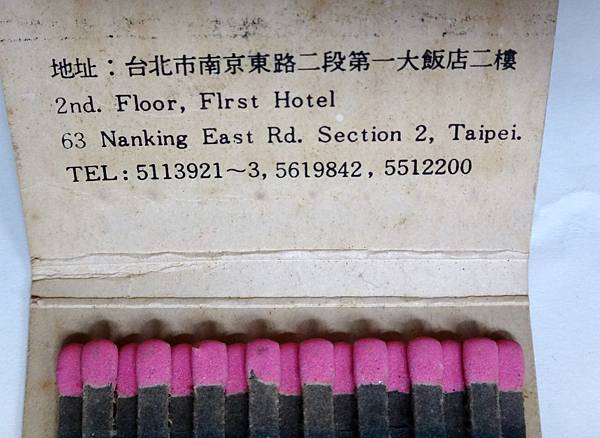 地址：台北市南京東路二段第一大飯店二樓
2nd. Floor, Flrst Hotel
63 Nanking East Rd. Section 2, Taipei.
TEL: 5113921～3, 5619842, 5512200